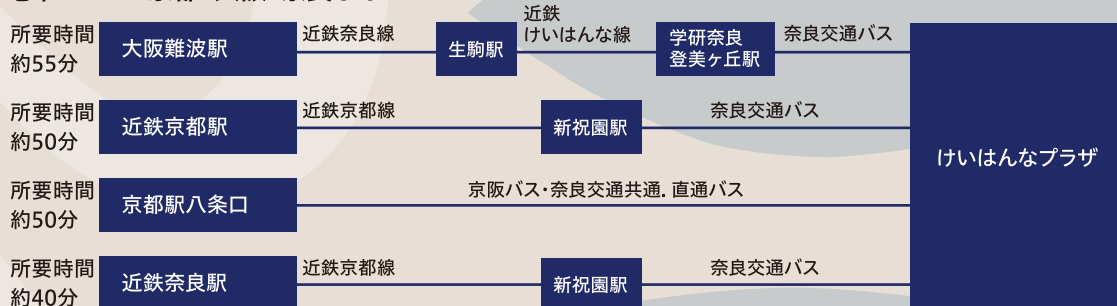 所要時間
約55分
大阪難波駅
近鉄奈良線
生駒駅
近鉄
けいはんな線
学研奈良
登美ヶ丘駅
奈良交通バス
所要時間
約50分
近鉄京都駅
近鉄京都線
新祝園駅
奈良交通バス
けいはんなプラザ
所要時間
約50分
京都駅八条口
京阪バス・奈良交通共通. 直通バス
所要時間
約40分
近鉄奈良駅
近鉄京都線
新祝園駅
奈良交通バス